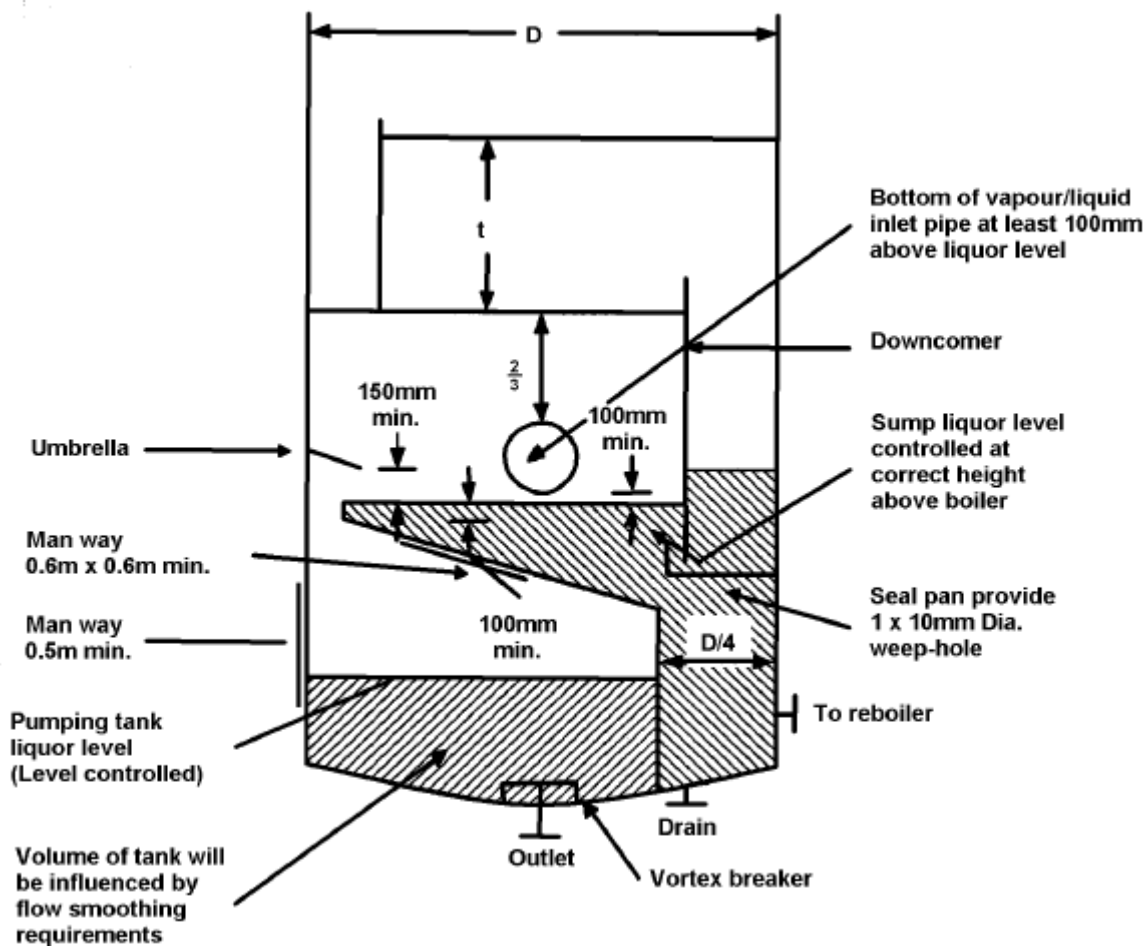 D
t
Bottom of vapour/liquid
inlet pipe at least 100mm
above liquor level
Downcomer
2/3
150mm
min.
100mm
min.
Umbrella
Sump liquor level
controlled at
correct height
above boiler
Man way
0.6m x 0.6m min.
Man way
0.5m min.
100mm
min.
D/4
Seal pan provide
1 x 10mm Dia.
weep-hole
To reboiler
Pumping tank
liquor level
(Level controlled)
Drain
Outlet
Vortex breaker
Volume of tank will
be influenced by
flow smoothing
requirements